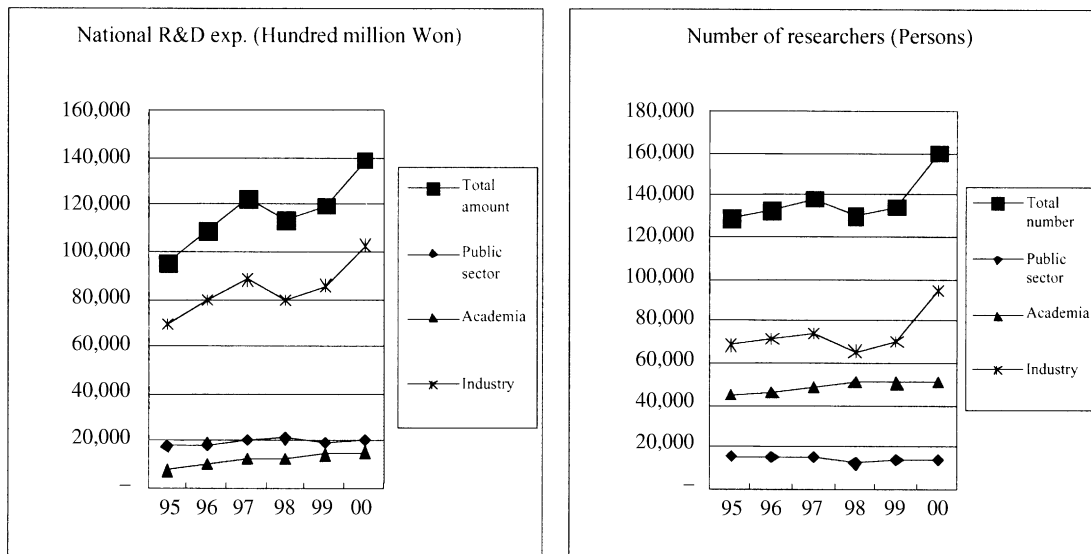 National R&D exp. (Hundred million Won)
160,000
140,000
120,000
100,000
80,000
60,000
40,000
20,000
–
95 96 97 98 99 00
Total
amount
Public
sector
Academia
Industry
Number of researchers (Persons)
180,000
160,000
140,000
120,000
100,000
80,000
60,000
40,000
20,000
–
95 96 97 98 99 00
Total
number
Public
sector
Academia
Industry